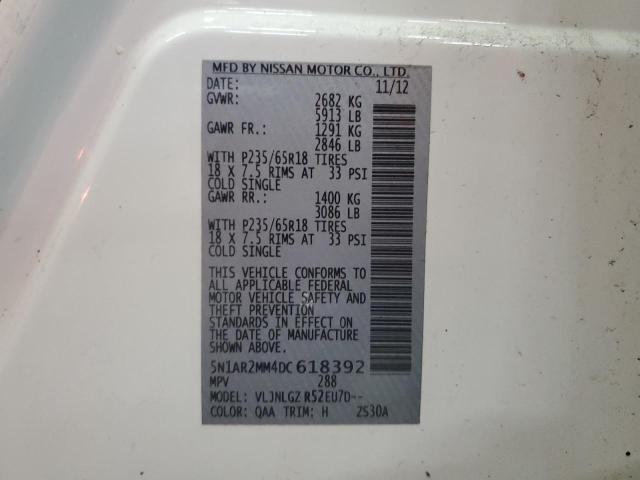 MFD BY NISSAN MOTOR CO., LTD.
DATE: 11/12
GVWR: 2682 KG
5913 LB
GAWR FR.: 1291 KG
2846 LB
WITH P235/65R18 TIRES
18 X 7.5 RIMS AT 33 PSI
COLD SINGLE
GAWR RR.: 1400 KG
3086 LB
WITH P235/65R18 TIRES
18 X 7.5 RIMS AT 33 PSI
COLD SINGLE
THIS VEHICLE CONFORMS TO
ALL APPLICABLE FEDERAL
MOTOR VEHICLE SAFETY AND
THEFT PREVENTION
STANDARDS IN EFFECT ON
THE DATE OF MANUFACTURE
SHOWN ABOVE.
5N1AR2MM4DC618392
MPV 288
MODEL: VLJNLGZ R52EU7D--
COLOR: QAA TRIM: H ZS30A